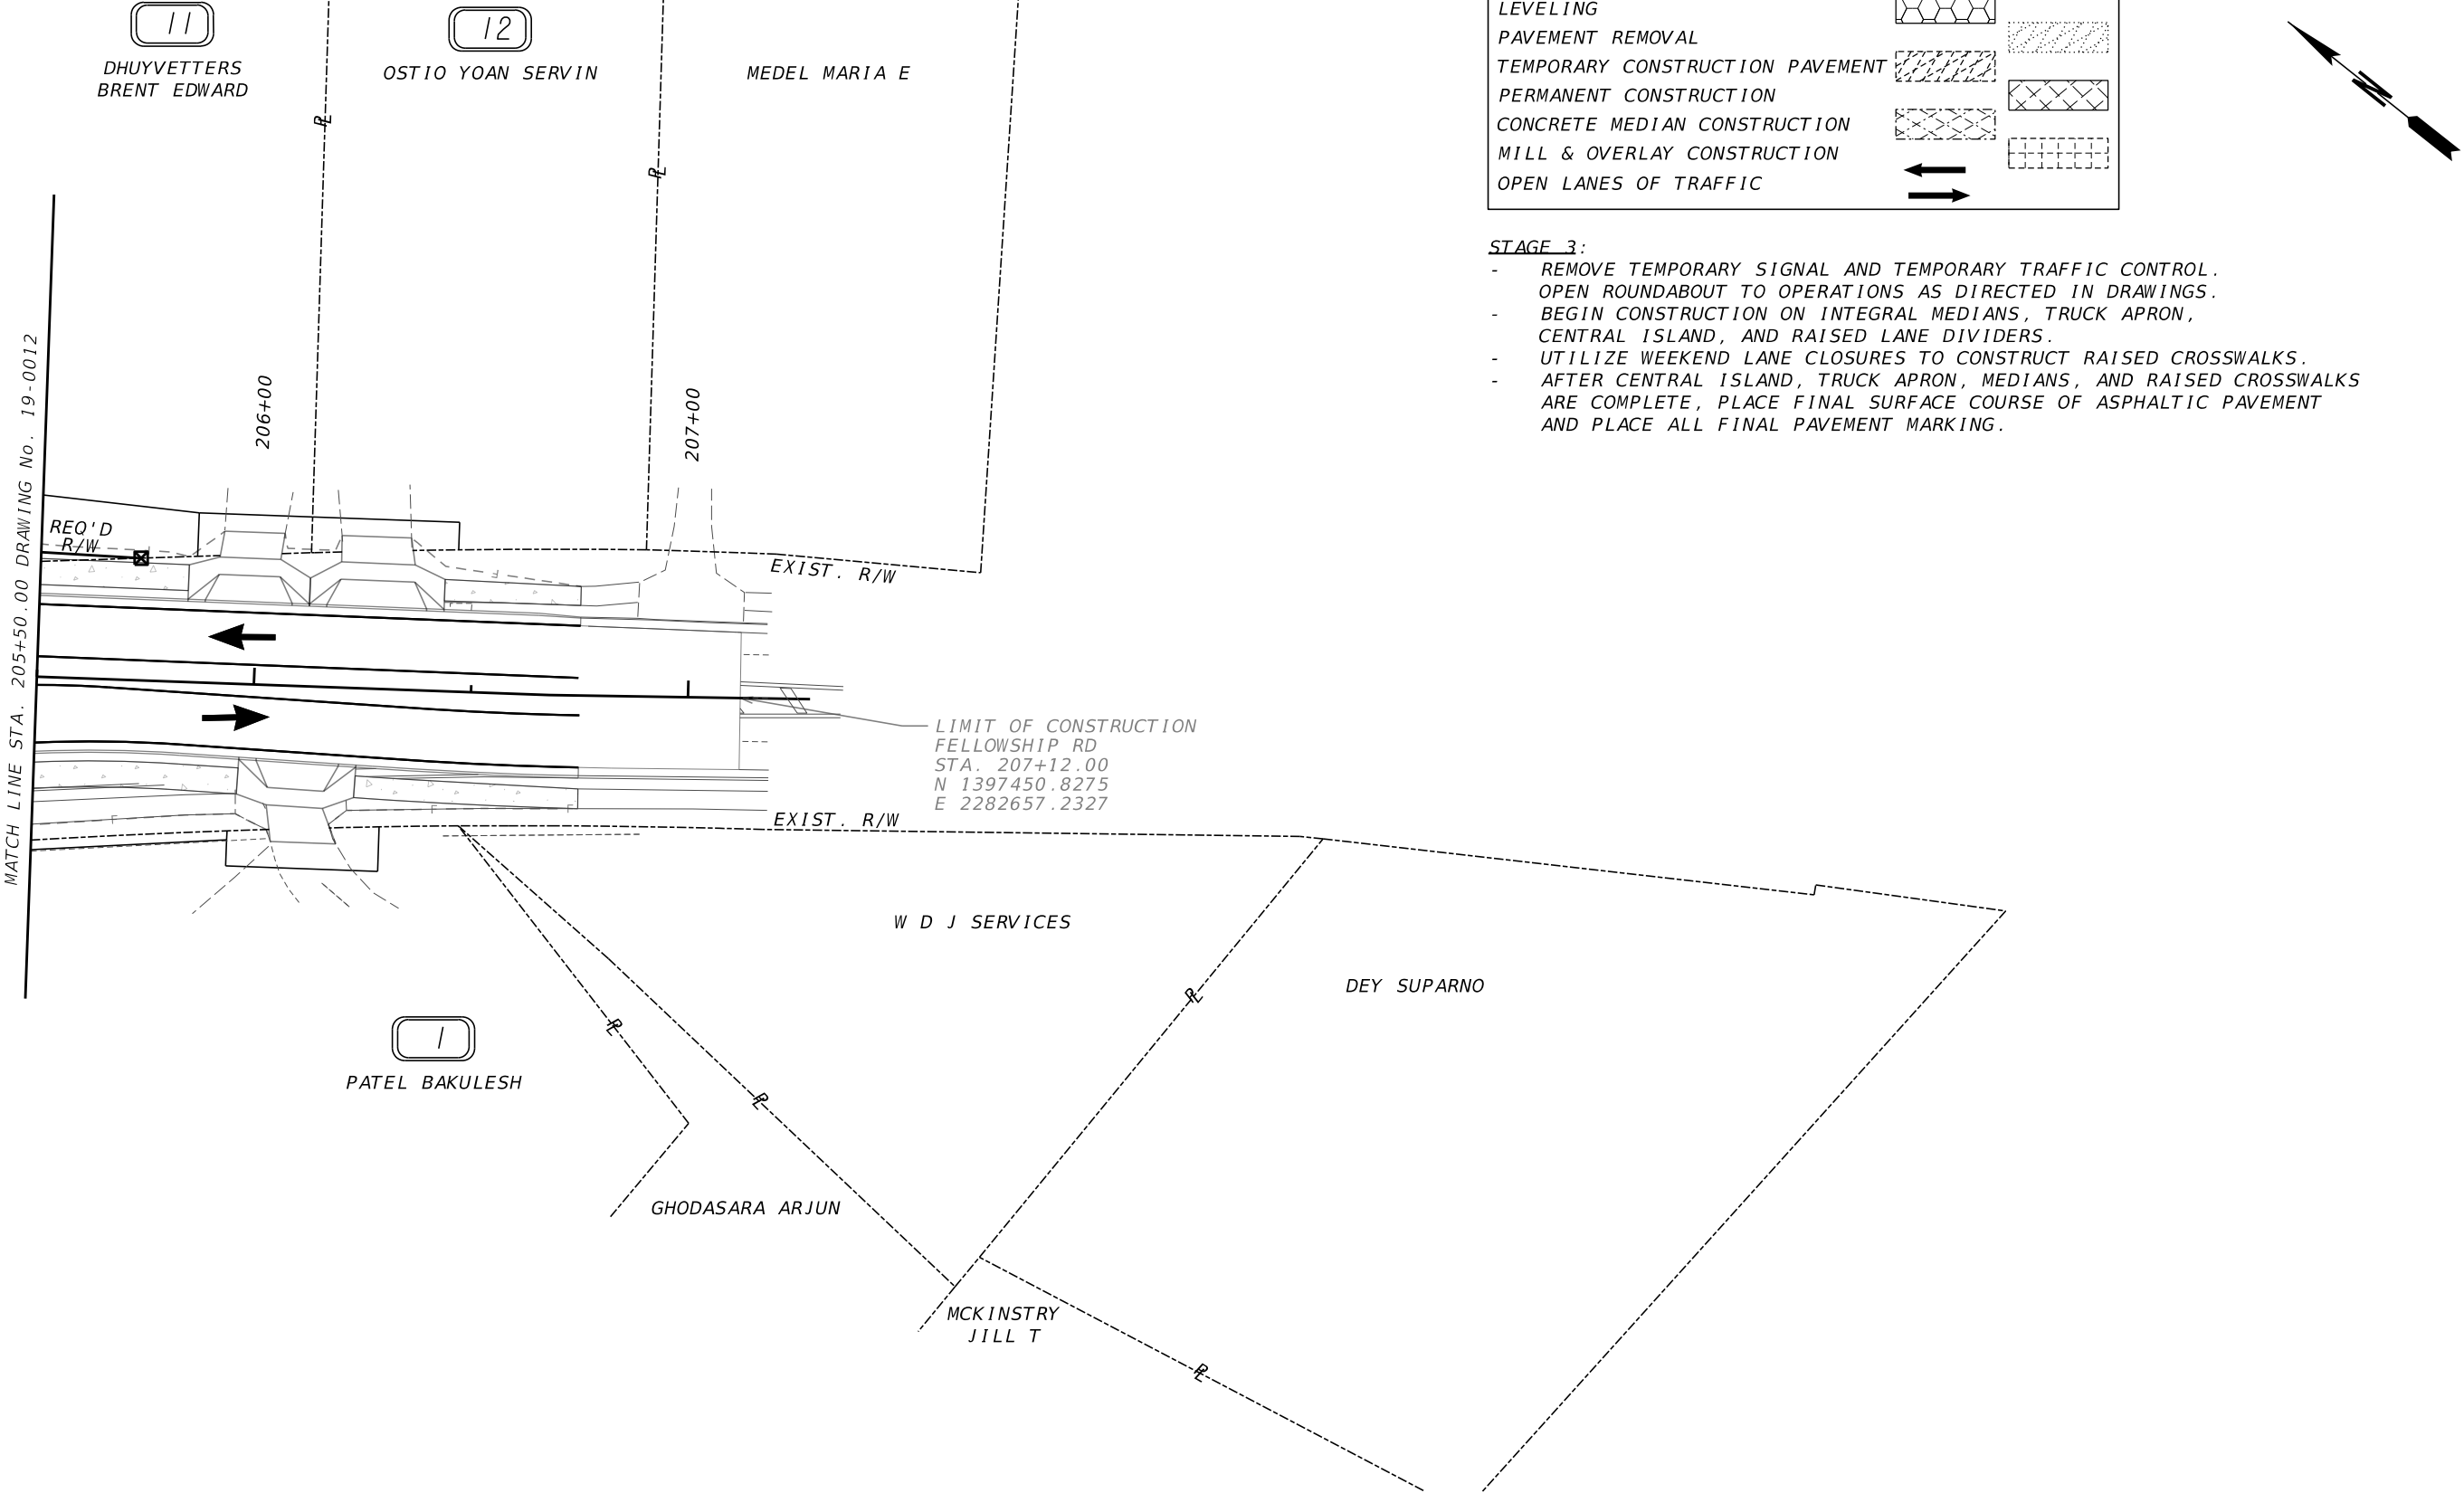 11
DHUYVETTERS
BRENT EDWARD
12
OSTIO YOAN SERVIN
MEDEL MARIA E
LEVELING
PAVEMENT REMOVAL
TEMPORARY CONSTRUCTION PAVEMENT
PERMANENT CONSTRUCTION
CONCRETE MEDIAN CONSTRUCTION
MILL & OVERLAY CONSTRUCTION
OPEN LANES OF TRAFFIC
N
STAGE 3:
- REMOVE TEMPORARY SIGNAL AND TEMPORARY TRAFFIC CONTROL.
OPEN ROUNDABOUT TO OPERATIONS AS DIRECTED IN DRAWINGS.
- BEGIN CONSTRUCTION ON INTEGRAL MEDIANS, TRUCK APRON,
CENTRAL ISLAND, AND RAISED LANE DIVIDERS.
- UTILIZE WEEKEND LANE CLOSURES TO CONSTRUCT RAISED CROSSWALKS.
- AFTER CENTRAL ISLAND, TRUCK APRON, MEDIANS, AND RAISED CROSSWALKS
ARE COMPLETE, PLACE FINAL SURFACE COURSE OF ASPHALTIC PAVEMENT
AND PLACE ALL FINAL PAVEMENT MARKING.
PL
PL
MATCH LINE STA. 205+50.00 DRAWING No. 19-0012
206+00
207+00
REQ'D
R/W
EXIST. R/W
LIMIT OF CONSTRUCTION
FELLOWSHIP RD
STA. 207+12.00
N 1397450.8275
E 2282657.2327
EXIST. R/W
W D J SERVICES
DEY SUPARNO
PL
PL
PL
1
PATEL BAKULESH
GHODASARA ARJUN
MCKINSTRY
JILL T
PL